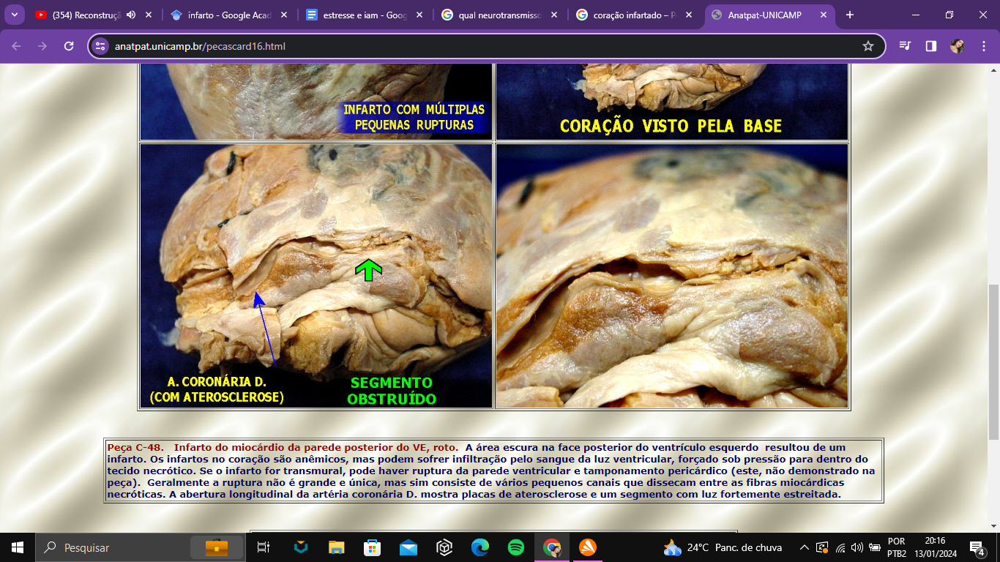 (354) Reconstruçã
infarto - Google Acad
estresse e iam - Goog
qual neurotransmisso
coração infartado – Pe
Anatpat-UNICAMP
anatpat.unicamp.br/pecascard16.html
INFARTO COM MÚLTIPLAS
PEQUENAS RUPTURAS
CORAÇÃO VISTO PELA BASE
A. CORONÁRIA D.
(COM ATEROSCLEROSE)
SEGMENTO
OBSTRUÍDO
Peça C-48. Infarto do miocárdio da parede posterior do VE, roto. A área escura na face posterior do ventrículo esquerdo resultou de um
infarto. Os infartos no coração são anêmicos, mas podem sofrer infiltração pelo sangue da luz ventricular, forçado sob pressão para dentro do
tecido necrótico. Se o infarto for transmural, pode haver ruptura da parede ventricular e tamponamento pericárdico (este, não demonstrado na
peça). Geralmente a ruptura não é grande e única, mas sim consiste de vários pequenos canais que dissecam entre as fibras miocárdicas
necróticas. A abertura longitudinal da artéria coronária D. mostra placas de aterosclerose e um segmento com luz fortemente estreitada.
Pesquisar
24°C Panc. de chuva
POR
PTB2
20:16
13/01/2024
4